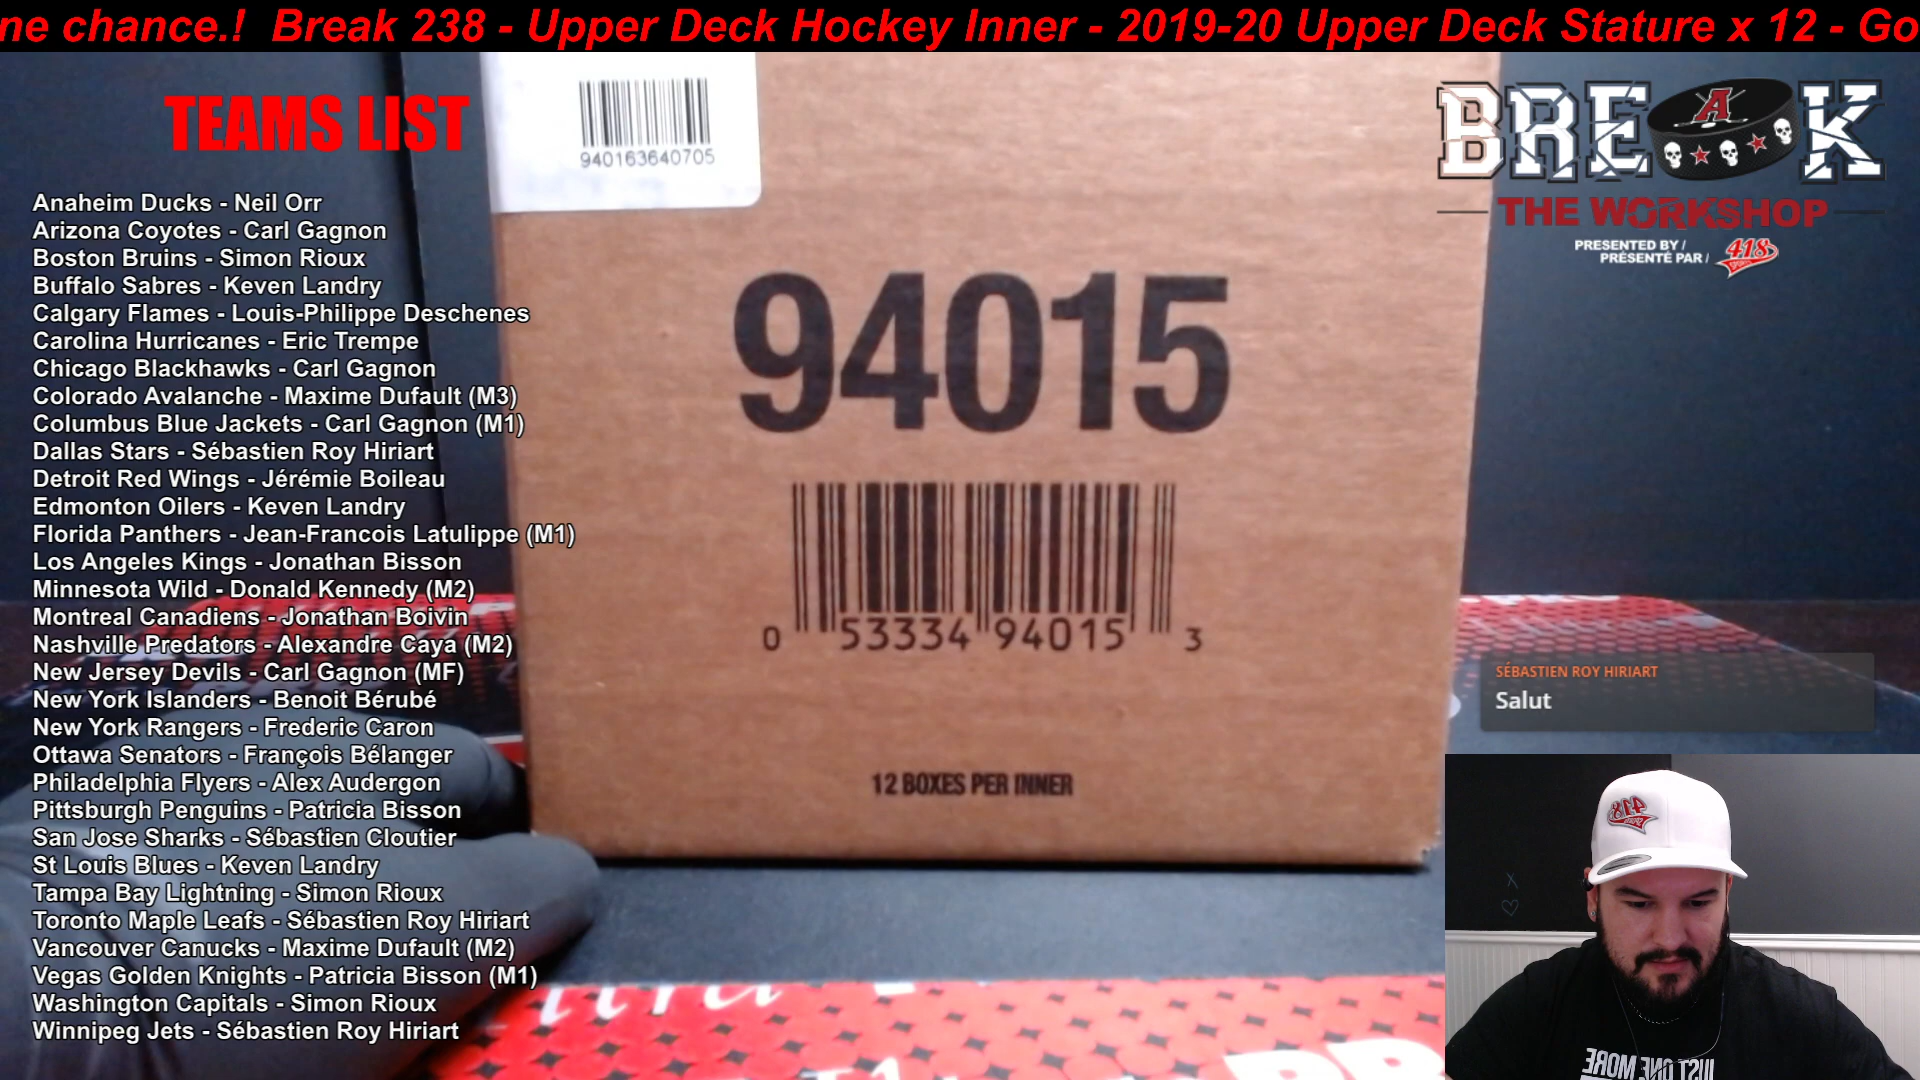 ne chance.! Break 238 - Upper Deck Hockey Inner - 2019-20 Upper Deck Stature x 12 - Go
TEAMS LIST
Anaheim Ducks - Neil Orr
Arizona Coyotes - Carl Gagnon
Boston Bruins - Simon Rioux
Buffalo Sabres - Keven Landry
Calgary Flames - Louis-Philippe Deschenes
Carolina Hurricanes - Eric Trempe
Chicago Blackhawks - Carl Gagnon
Colorado Avalanche - Maxime Dufault (M3)
Columbus Blue Jackets - Carl Gagnon (M1)
Dallas Stars - Sébastien Roy Hiriart
Detroit Red Wings - Jérémie Boileau
Edmonton Oilers - Keven Landry
Florida Panthers - Jean-Francois Latulippe (M1)
Los Angeles Kings - Jonathan Bisson
Minnesota Wild - Donald Kennedy (M2)
Montreal Canadiens - Jonathan Boivin
Nashville Predators - Alexandre Caya (M2)
New Jersey Devils - Carl Gagnon (MF)
New York Islanders - Benoit Bérubé
New York Rangers - Frederic Caron
Ottawa Senators - François Bélanger
Philadelphia Flyers - Alex Audergon
Pittsburgh Penguins - Patricia Bisson
San Jose Sharks - Sébastien Cloutier
St Louis Blues - Keven Landry
Tampa Bay Lightning - Simon Rioux
Toronto Maple Leafs - Sébastien Roy Hiriart
Vancouver Canucks - Maxime Dufault (M2)
Vegas Golden Knights - Patricia Bisson (M1)
Washington Capitals - Simon Rioux
Winnipeg Jets - Sébastien Roy Hiriart
940163640705
94015
0 53334 94015 3
12 BOXES PER INNER
BREAK
A
THE WORKSHOP
PRESENTED BY /
PRÉSENTÉ PAR /
418
SÉBASTIEN ROY HIRIART
Salut
418
JUST ONE MORE